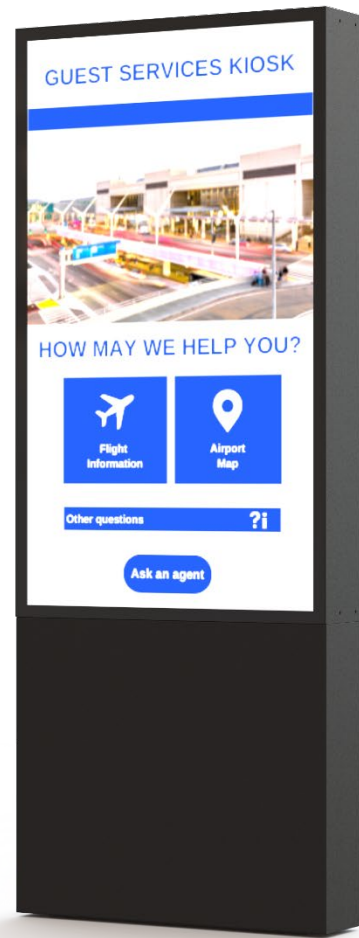 GUEST SERVICES KIOSK
HOW MAY WE HELP YOU?
Flight
Information
Airport
Map
Other questions
?i
Ask an agent